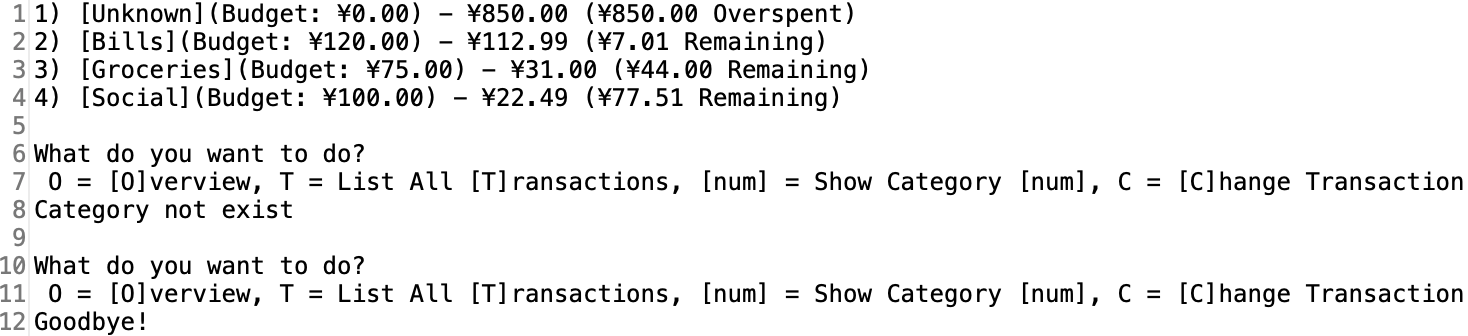 1 1) [Unknown](Budget: ¥0.00) - ¥850.00 (¥850.00 Overspent)
2 2) [Bills](Budget: ¥120.00) - ¥112.99 (¥7.01 Remaining)
3 3) [Groceries](Budget: ¥75.00) - ¥31.00 (¥44.00 Remaining)
4 4) [Social](Budget: ¥100.00) - ¥22.49 (¥77.51 Remaining)
5
6 What do you want to do?
7 O = [O]verview, T = List All [T]ransactions, [num] = Show Category [num], C = [C]hange Transaction
8 Category not exist
9
10 What do you want to do?
11 O = [O]verview, T = List All [T]ransactions, [num] = Show Category [num], C = [C]hange Transaction
12 Goodbye!